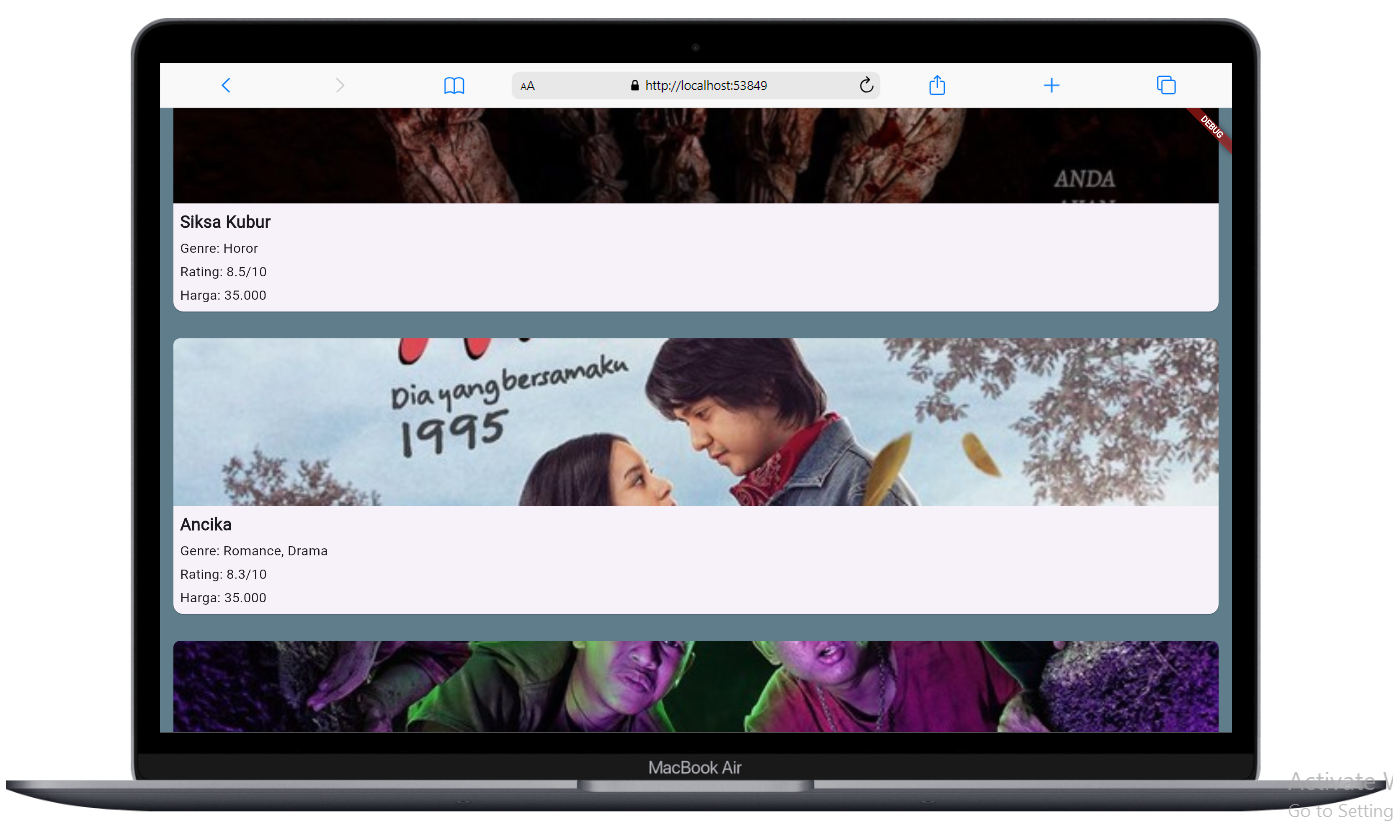 AA
http://localhost:53849
DEBUG
ANDA
Siksa Kubur
Genre: Horor
Rating: 8.5/10
Harga: 35.000
Dia yang bersamaku
1995
Ancika
Genre: Romance, Drama
Rating: 8.3/10
Harga: 35.000
MacBook Air
Activate
Go to Setting